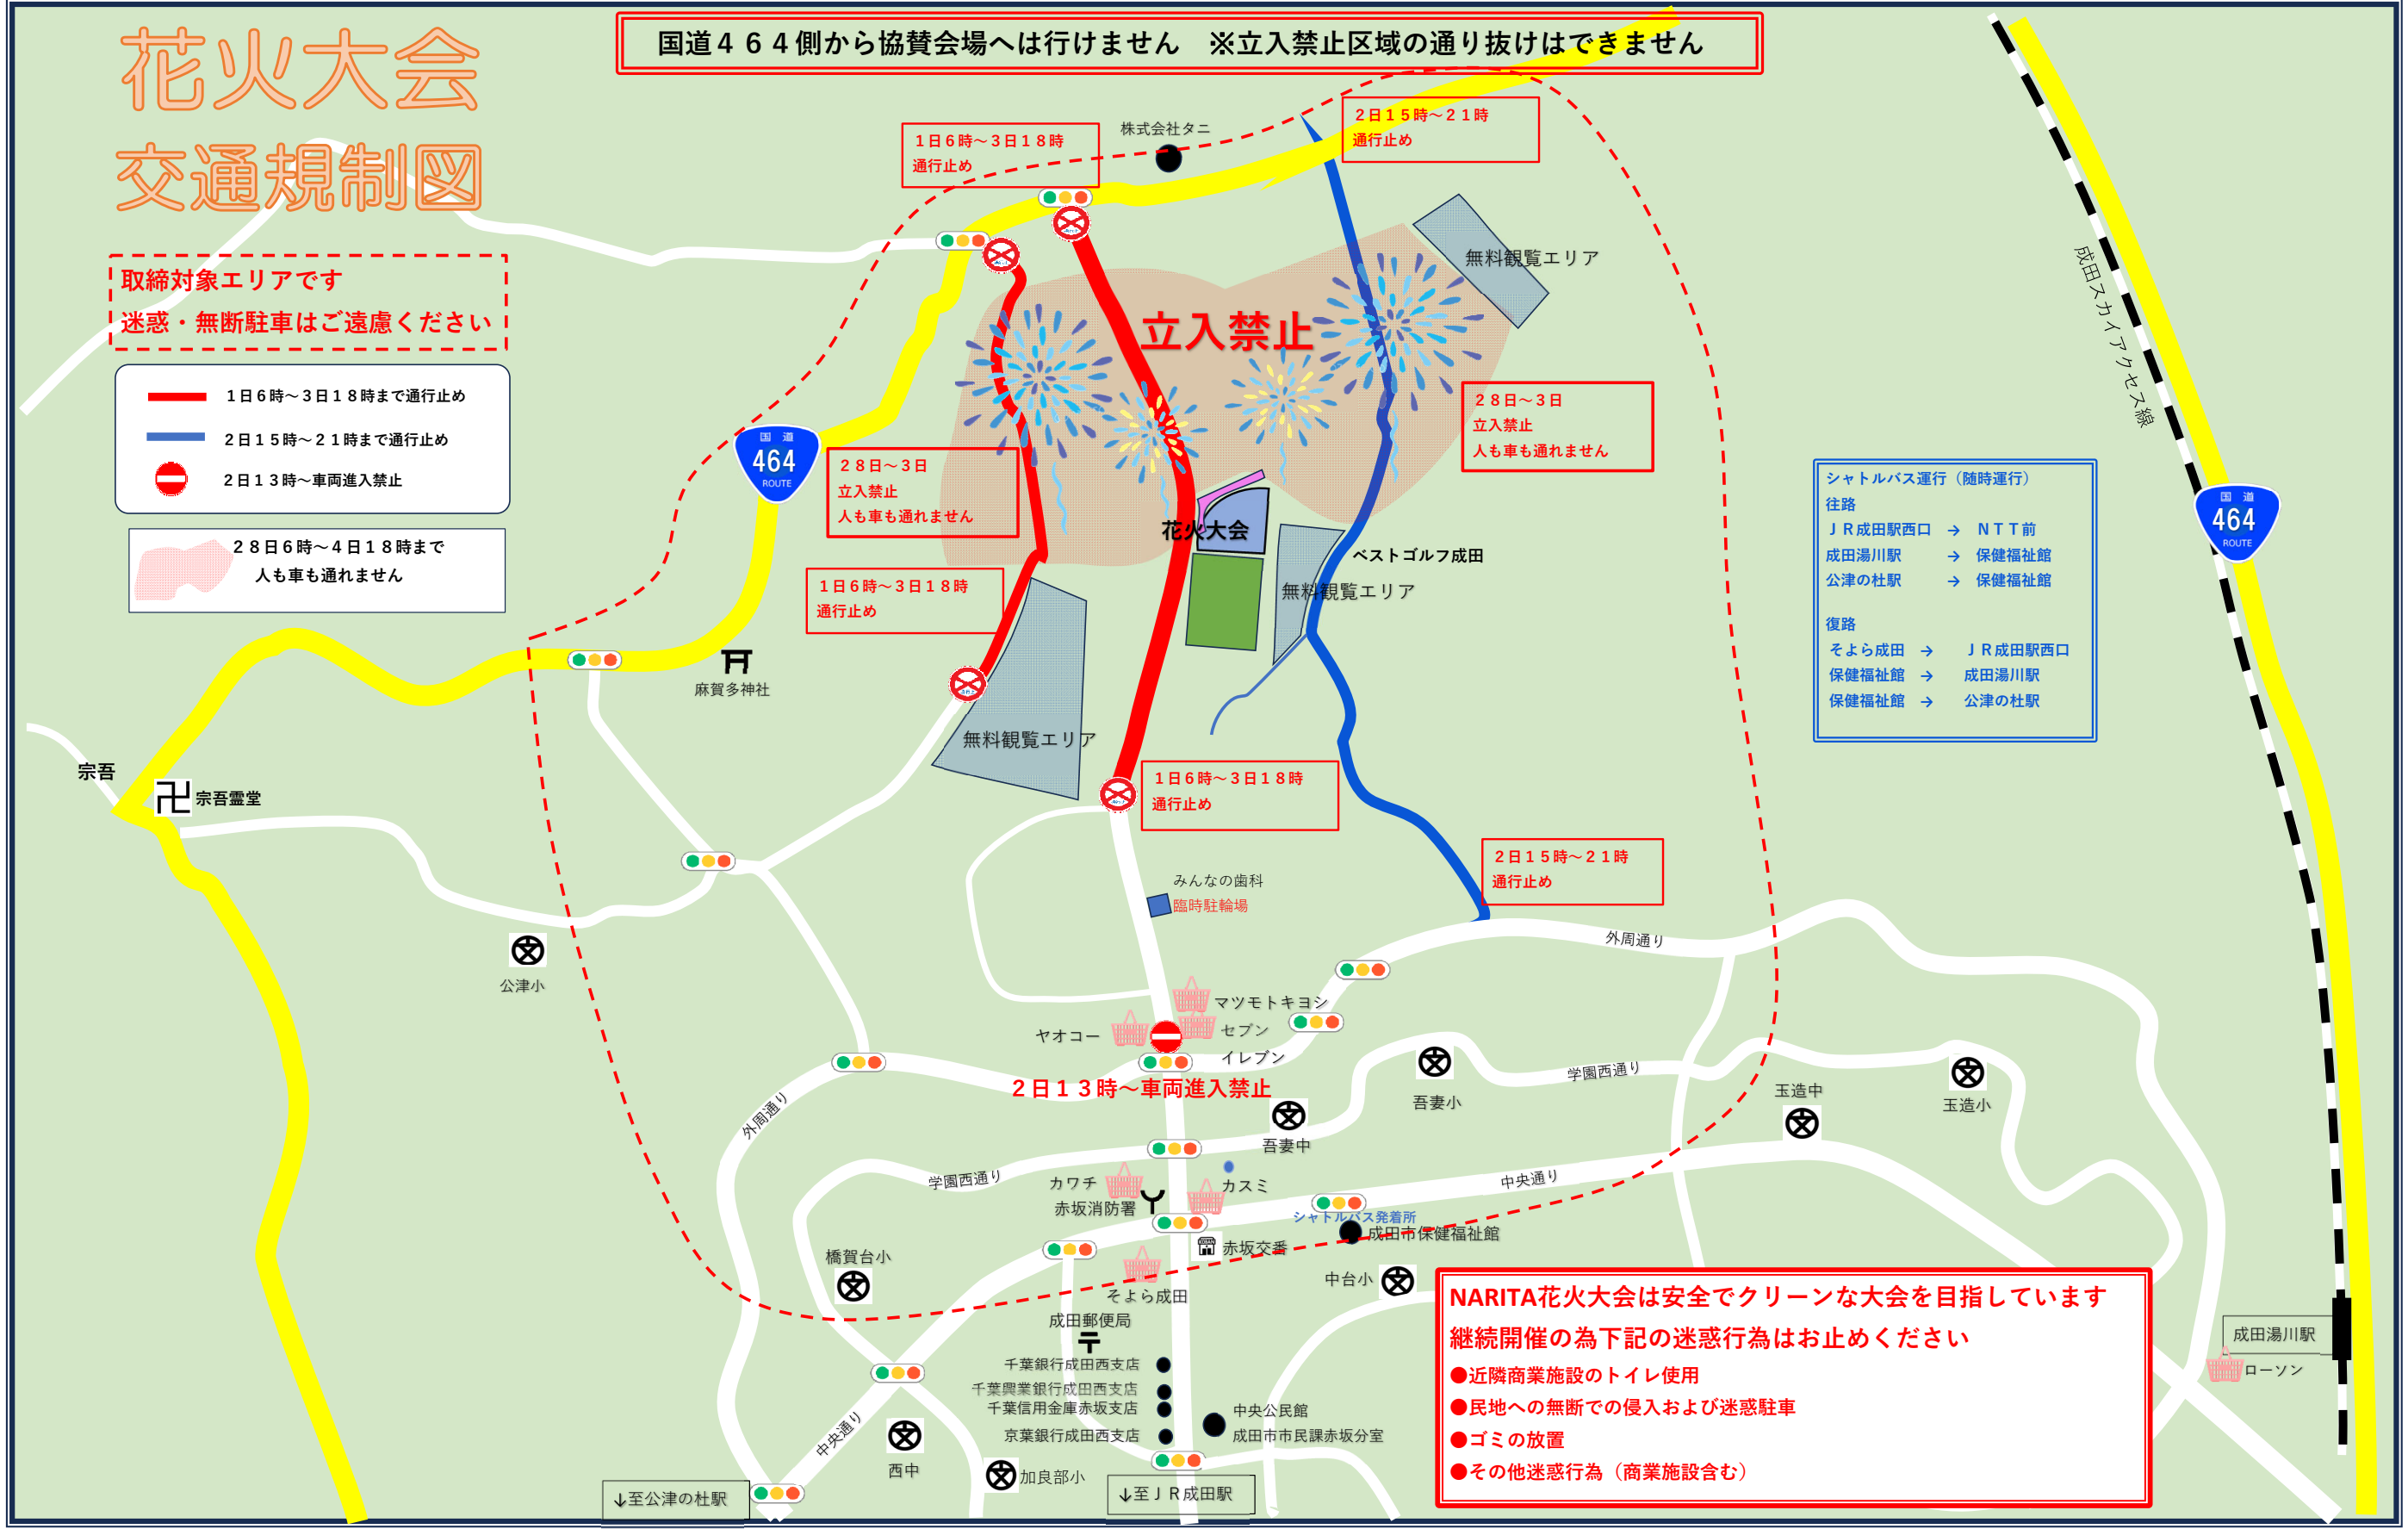 花火大会
交通規制図
国道４６４側から協賛会場へは行けません　※立入禁止区域の通り抜けはできません
取締対象エリアです
迷惑・無断駐車はご遠慮ください
１日６時～３日１８時まで通行止め
２日１５時～２１時まで通行止め
２日１３時～車両進入禁止
２８日６時～４日１８時まで
人も車も通れません
１日６時～３日１８時
通行止め
株式会社タニ
２日１５時～２１時
通行止め
無料観覧エリア
立入禁止
２８日～３日
立入禁止
人も車も通れません
国道
464
ROUTE
２８日～３日
立入禁止
人も車も通れません
花火大会
ベストゴルフ成田
無料観覧エリア
１日６時～３日１８時
通行止め
無料観覧エリア
１日６時～３日１８時
通行止め
２日１５時～２１時
通行止め
成田スカイアクセス線
国道
464
ROUTE
シャトルバス運行（随時運行）
往路
ＪＲ成田駅西口　→　ＮＴＴ前
成田湯川駅　→　保健福祉館
公津の杜駅　→　保健福祉館
復路
そよら成田　→　ＪＲ成田駅西口
保健福祉館　→　成田湯川駅
保健福祉館　→　公津の杜駅
麻賀多神社
宗吾
卍
宗吾霊堂
公津小
みんなの歯科
臨時駐輪場
外周通り
マツモトキヨシ
ヤオコー
セブン
イレブン
２日１３時～車両進入禁止
外周通り
吾妻小
学園西通り
玉造中
玉造小
吾妻中
学園西通り
カワチ
カスミ
赤坂消防署
中央通り
シャトルバス発着所
成田市保健福祉館
赤坂交番
橋賀台小
中台小
そよら成田
成田郵便局
〒
千葉銀行成田西支店
千葉興業銀行成田西支店
千葉信用金庫赤坂支店
京葉銀行成田西支店
中央公民館
成田市市民課赤坂分室
中央通り
西中
加良部小
↓至公津の杜駅
↓至ＪＲ成田駅
NARITA花火大会は安全でクリーンな大会を目指しています
継続開催の為下記の迷惑行為はお止めください
●近隣商業施設のトイレ使用
●民地への無断での侵入および迷惑駐車
●ゴミの放置
●その他迷惑行為（商業施設含む）
成田湯川駅
ローソン